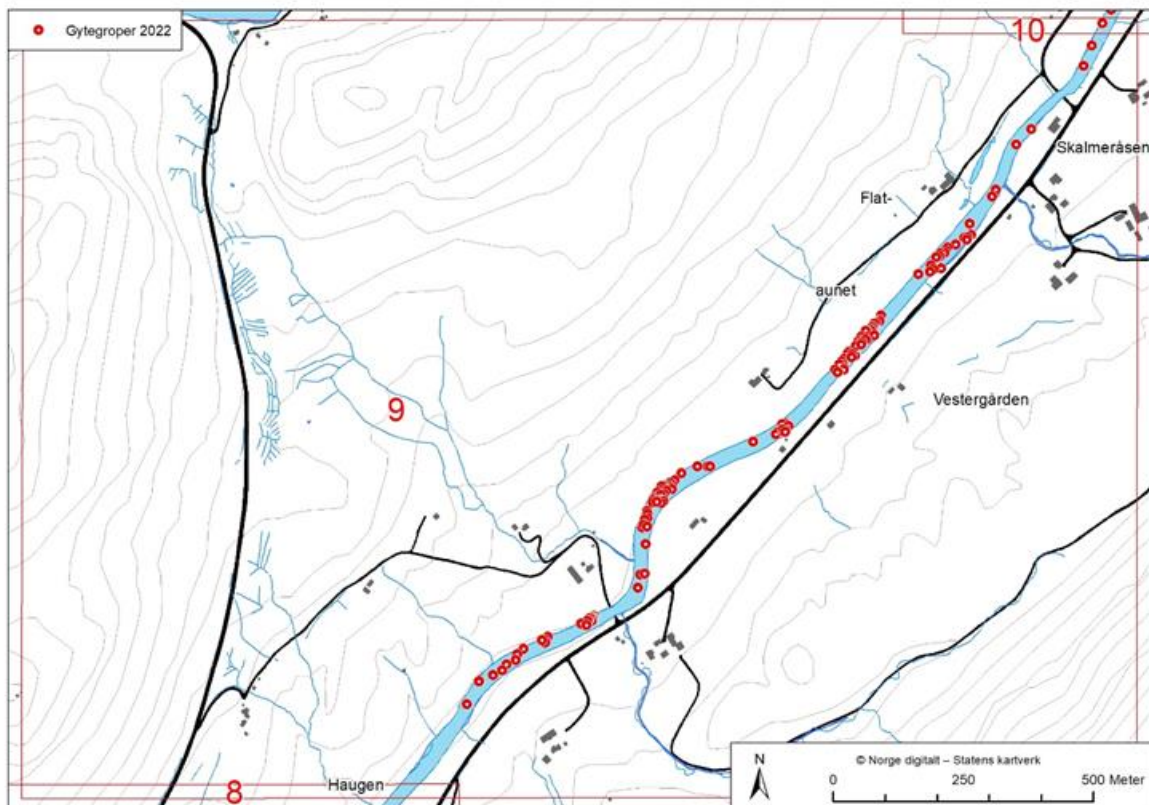 Gytegroper 2022
10
Skalmeråsen
Flat-
aunet
9
Vestergården
N
© Norge digitalt – Statens kartverk
0 250 500 Meter
Haugen
8